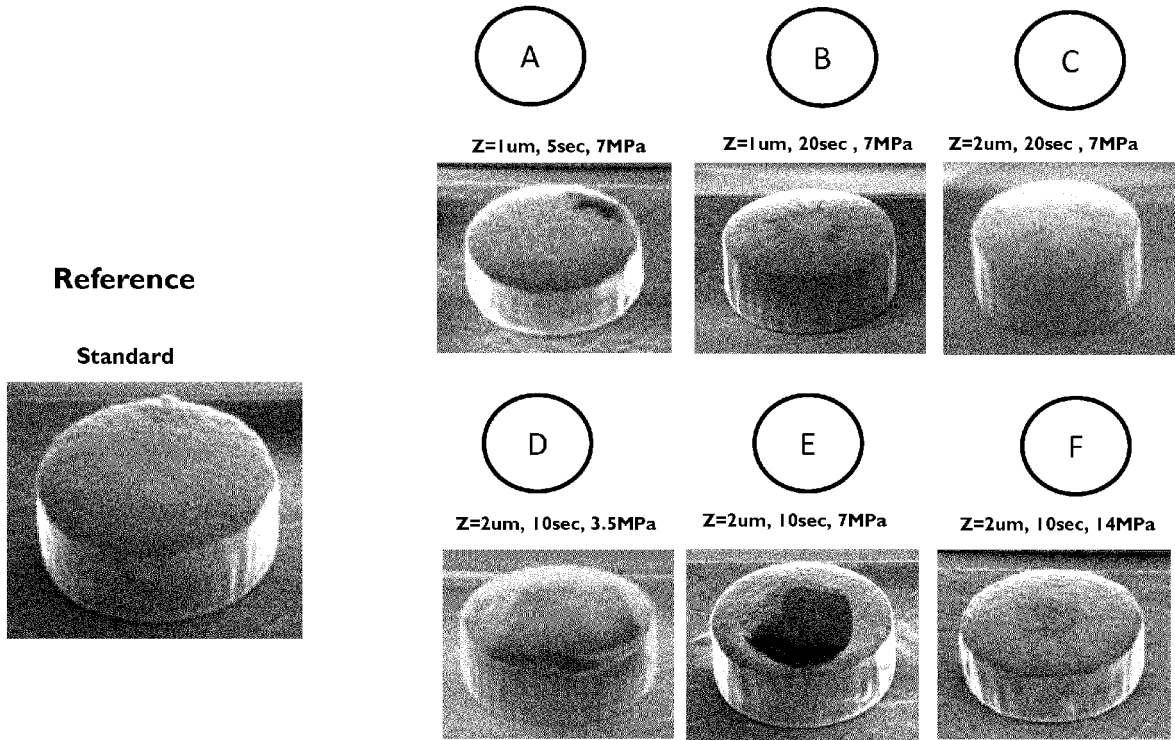 A
B
C
Z=1um, 5sec, 7MPa
Z=1um, 20sec , 7MPa
Z=2um, 20sec , 7MPa
Reference
Standard
D
E
F
Z=2um, 10sec, 3.5MPa
Z=2um, 10sec, 7MPa
Z=2um, 10sec, 14MPa